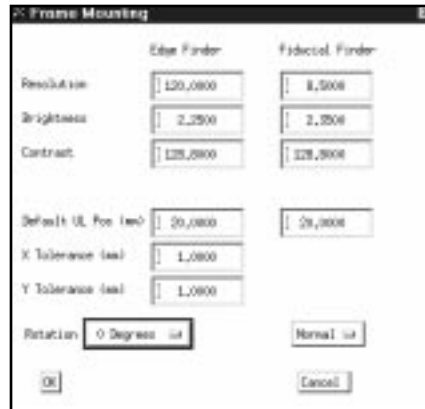 Frame Mounting
Edge Finder Fiducial Finder
Resolution 120.0000 8.5000
Brightness 2.2500 2.3500
Contrast 128.8000 128.8000
Default UL Pos (mm) 20.0000 20.0000
X Tolerance (mm) 1.0000
Y Tolerance (mm) 1.0000
Rotation 0 Degrees Normal
OK Cancel